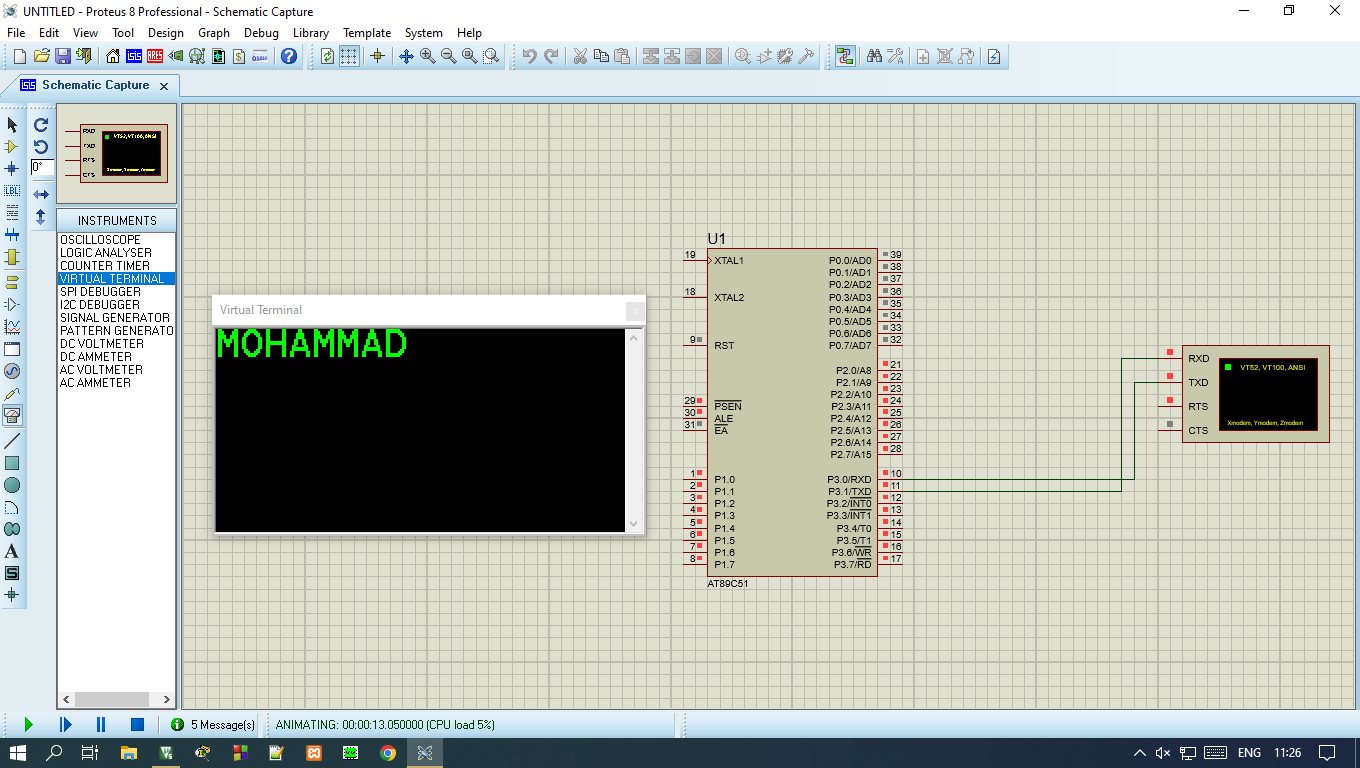 UNTITLED - Proteus 8 Professional - Schematic Capture
File Edit View Tool Design Graph Debug Library Template System Help
Schematic Capture
RXD
TXD
RTS
CTS
VT52, VT100, ANSI
Xmodem, Ymodem, Zmodem
0°
LBL
INSTRUMENTS
OSCILLOSCOPE
LOGIC ANALYSER
COUNTER TIMER
VIRTUAL TERMINAL
SPI DEBUGGER
I2C DEBUGGER
SIGNAL GENERATOR
PATTERN GENERATO
DC VOLTMETER
DC AMMETER
AC VOLTMETER
AC AMMETER
Virtual Terminal
MOHAMMAD
U1
19 XTAL1
18 XTAL2
9 RST
29 PSEN
30 ALE
31 EA
1 P1.0
2 P1.1
3 P1.2
4 P1.3
5 P1.4
6 P1.5
7 P1.6
8 P1.7
P0.0/AD0 39
P0.1/AD1 38
P0.2/AD2 37
P0.3/AD3 36
P0.4/AD4 35
P0.5/AD5 34
P0.6/AD6 33
P0.7/AD7 32
P2.0/A8 21
P2.1/A9 22
P2.2/A10 23
P2.3/A11 24
P2.4/A12 25
P2.5/A13 26
P2.6/A14 27
P2.7/A15 28
P3.0/RXD 10
P3.1/TXD 11
P3.2/INT0 12
P3.3/INT1 13
P3.4/T0 14
P3.5/T1 15
P3.6/WR 16
P3.7/RD 17
AT89C51
RXD
TXD
RTS
CTS
VT52, VT100, ANSI
Xmodem, Ymodem, Zmodem
5 Message(s)
ANIMATING: 00:00:13.050000 (CPU load 5%)
ENG
11:26